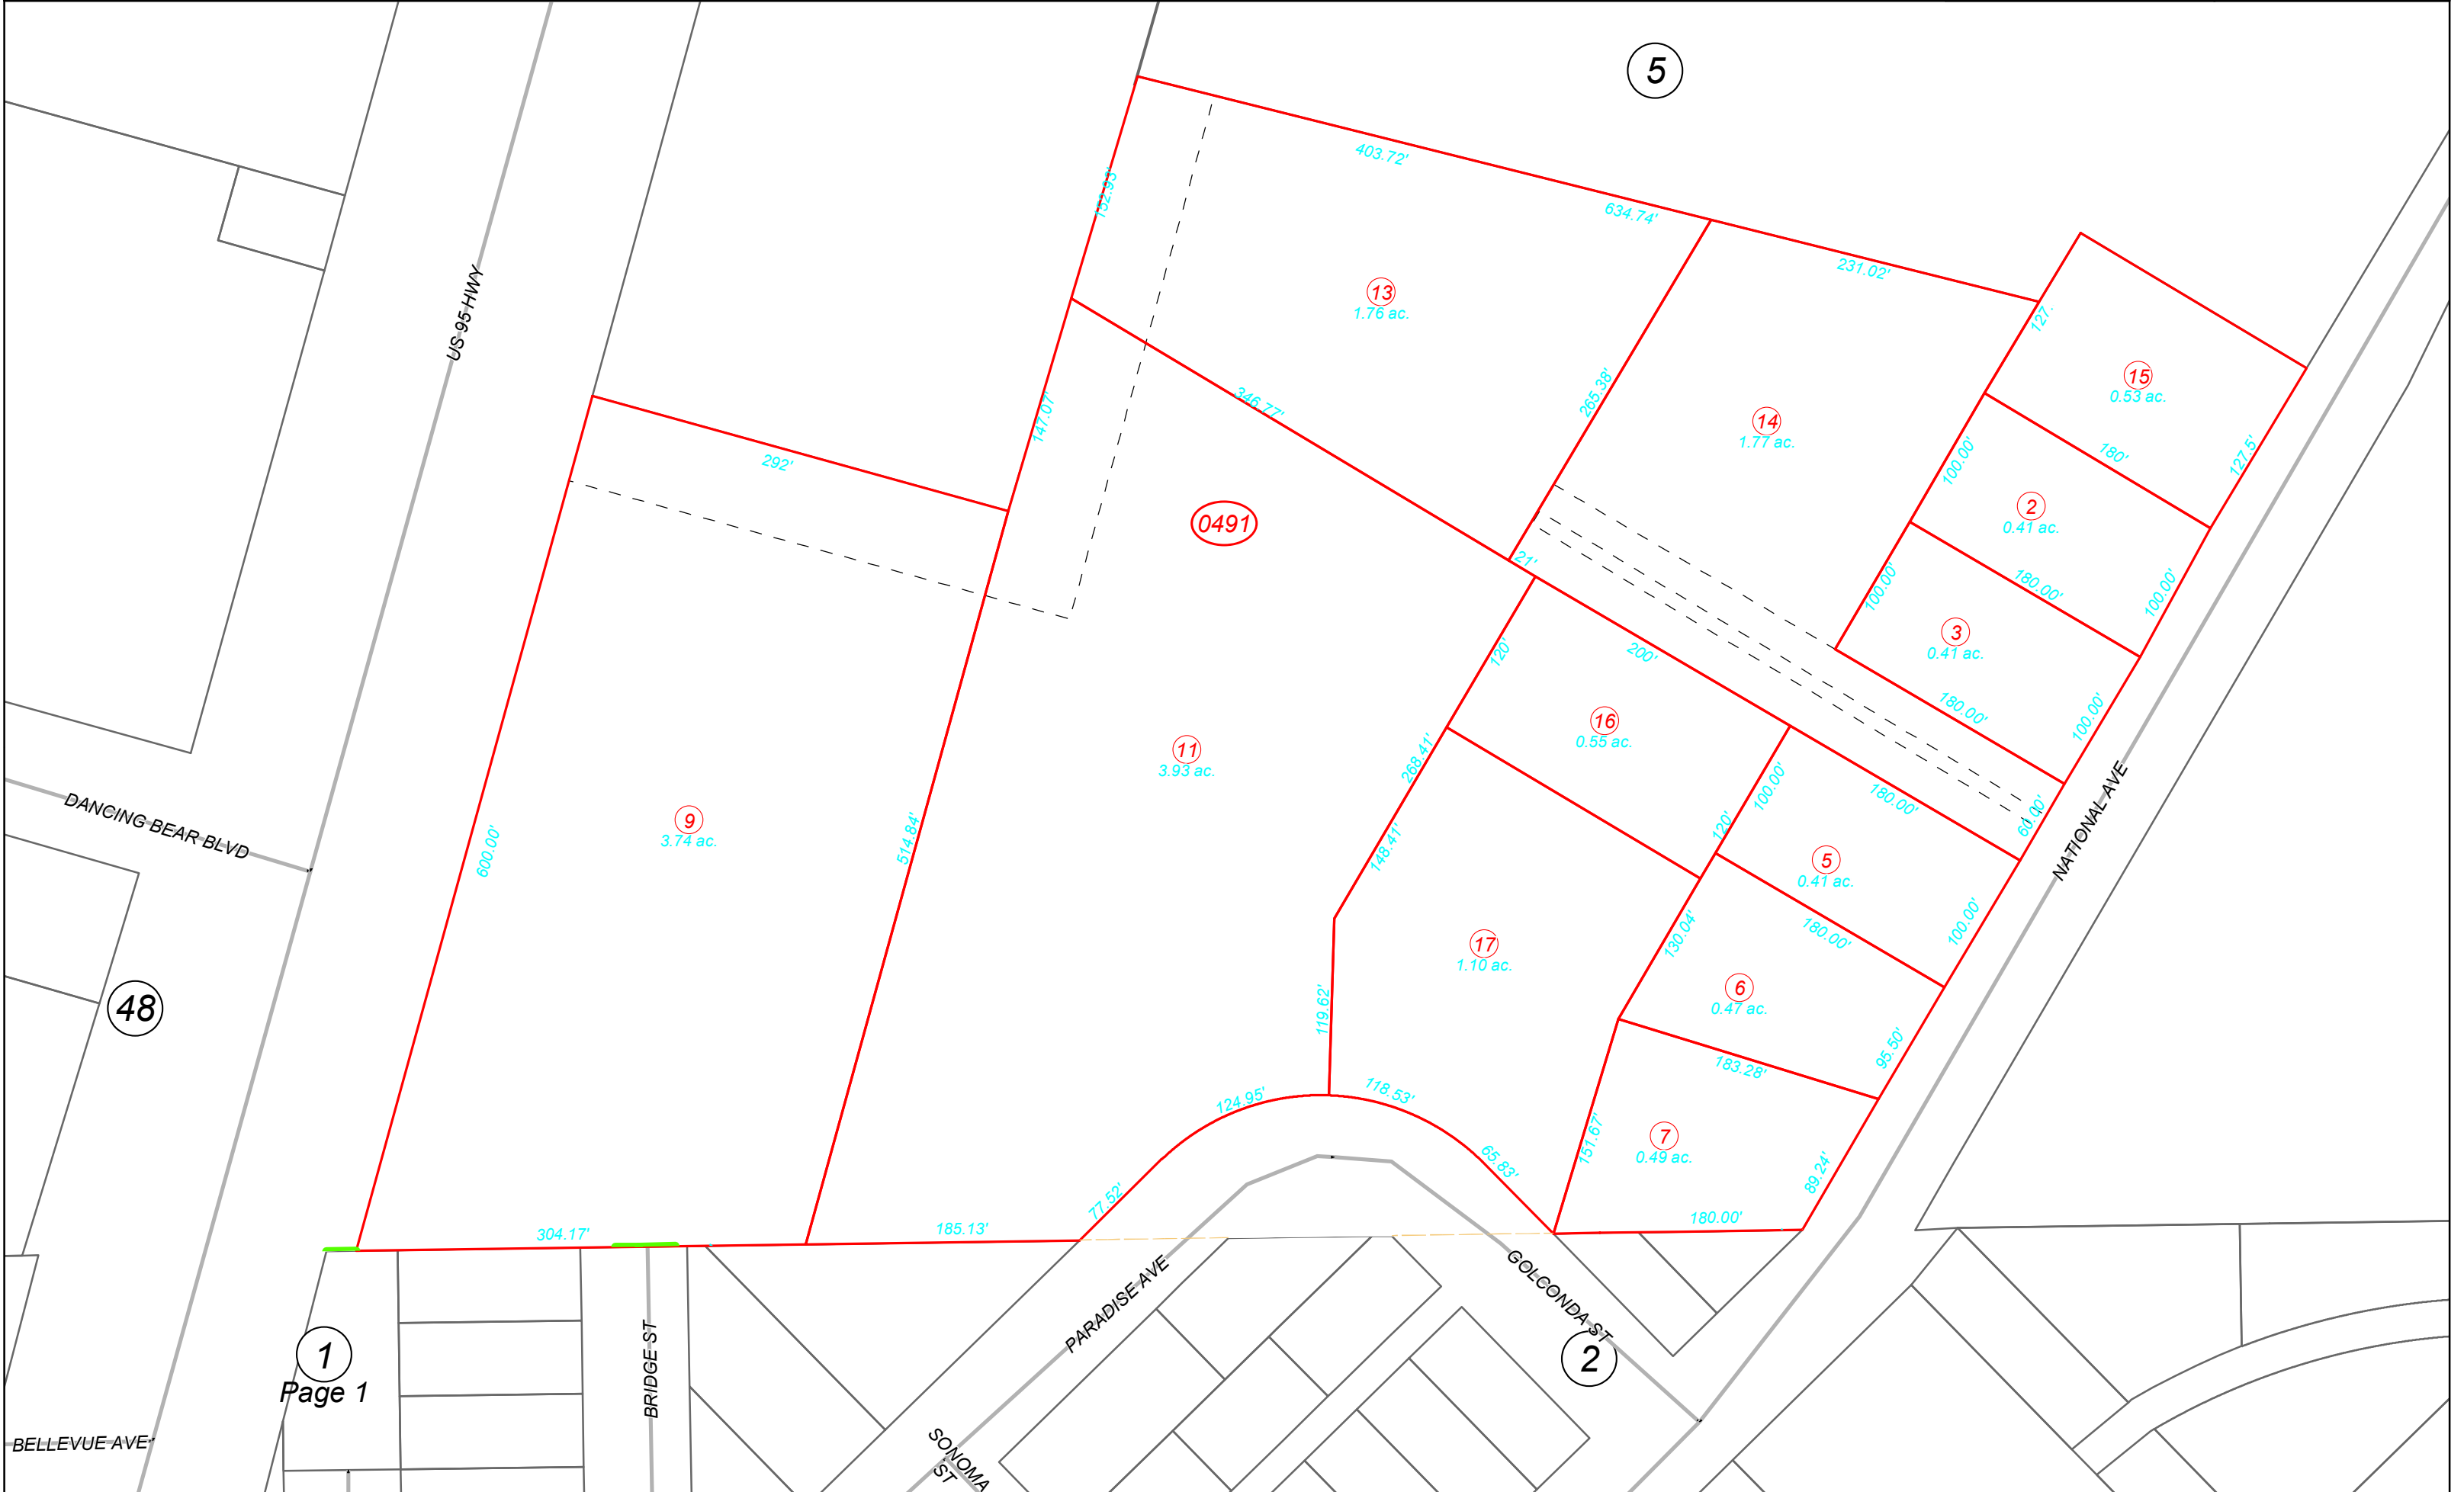 5
403.72'
152.93'
634.74'
231.02'
127.
13
1.76 ac.
15
0.53 ac.
US 95 HWY
265.38'
346.77'
147.07'
14
1.77 ac.
292'
100.00'
180'
127.5'
2
0.41 ac.
0491
21'
100.00'
180.00'
100.00'
3
0.41 ac.
120'
200'
180.00'
100.00'
16
0.55 ac.
268.41'
11
3.93 ac.
100.00'
180.00'
60.00'
NATIONAL AVE
DANCING BEAR BLVD
9
3.74 ac.
600.00'
514.84'
148.41'
120'
5
0.41 ac.
17
1.10 ac.
130.04'
180.00'
100.00'
48
119.62'
6
0.47 ac.
95.50'
183.28'
124.95'
118.53'
151.67'
7
0.49 ac.
65.83'
89.24'
77.52'
304.17'
185.13'
180.00'
PARADISE AVE
GOLCONDA ST
1
Page 1
BRIDGE ST
2
BELLEVUE AVE
SONOMA
ST